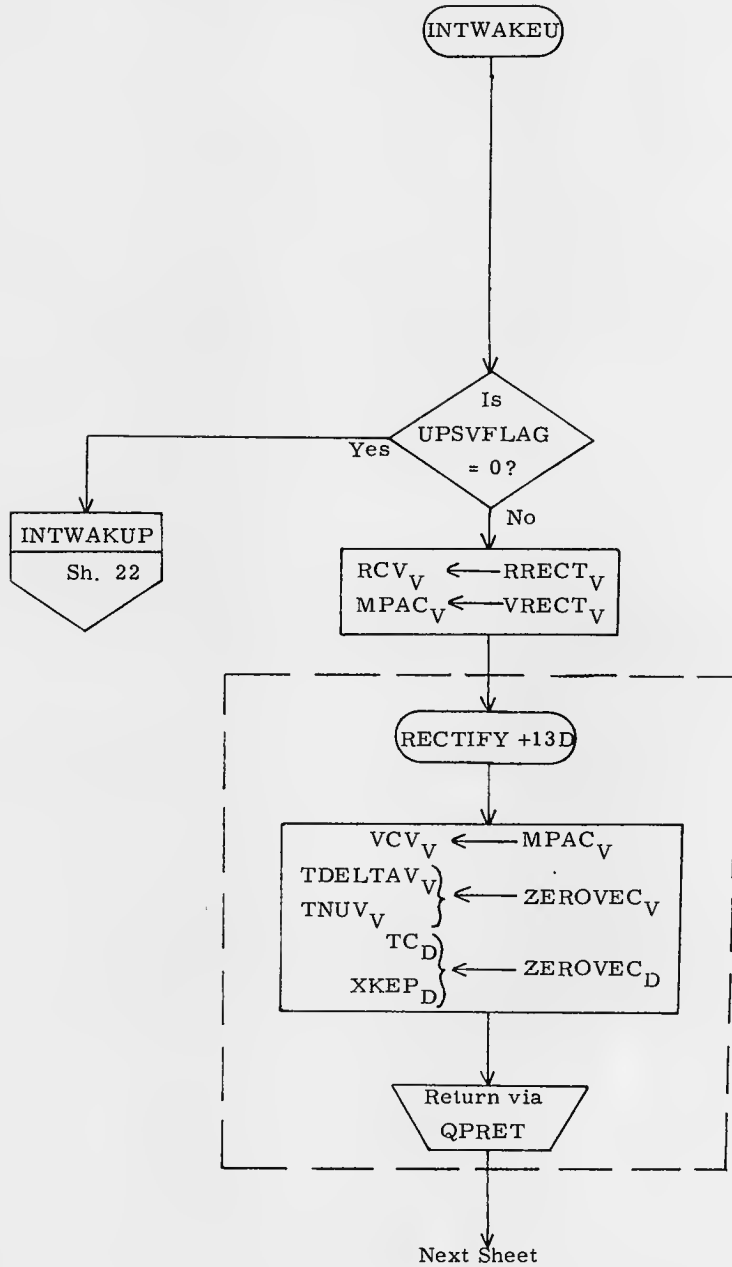 INTWAKEU
Is
UPSVFLAG
= 0?
Yes
No
INTWAKUP
Sh. 22
RCV_V ← RRECT_V
MPAC_V ← VRECT_V
RECTIFY +13D
VCV_V ← MPAC_V
TDELTAV_V
TNUV_V } ← ZEROVEC_V
TC_D
XKEP_D } ← ZEROVEC_D
Return via
QPRET
Next Sheet